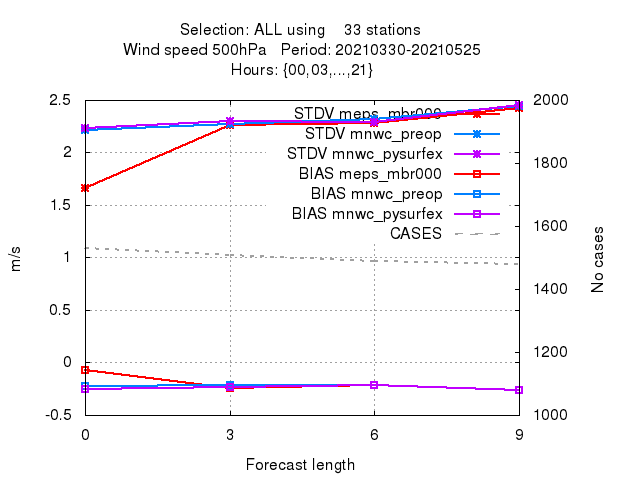 Selection: ALL using 33 stations
Wind speed 500hPa Period: 20210330-20210525
Hours: {00,03,...,21}
2.5
2
1.5
1
0.5
0
-0.5
m/s
STDV meps_mbr000
STDV mnwc_preop
STDV mnwc_pysurfex
BIAS meps_mbr000
BIAS mnwc_preop
BIAS mnwc_pysurfex
CASES
2000
1800
1600
1400
1200
1000
No cases
0 3 6 9
Forecast length